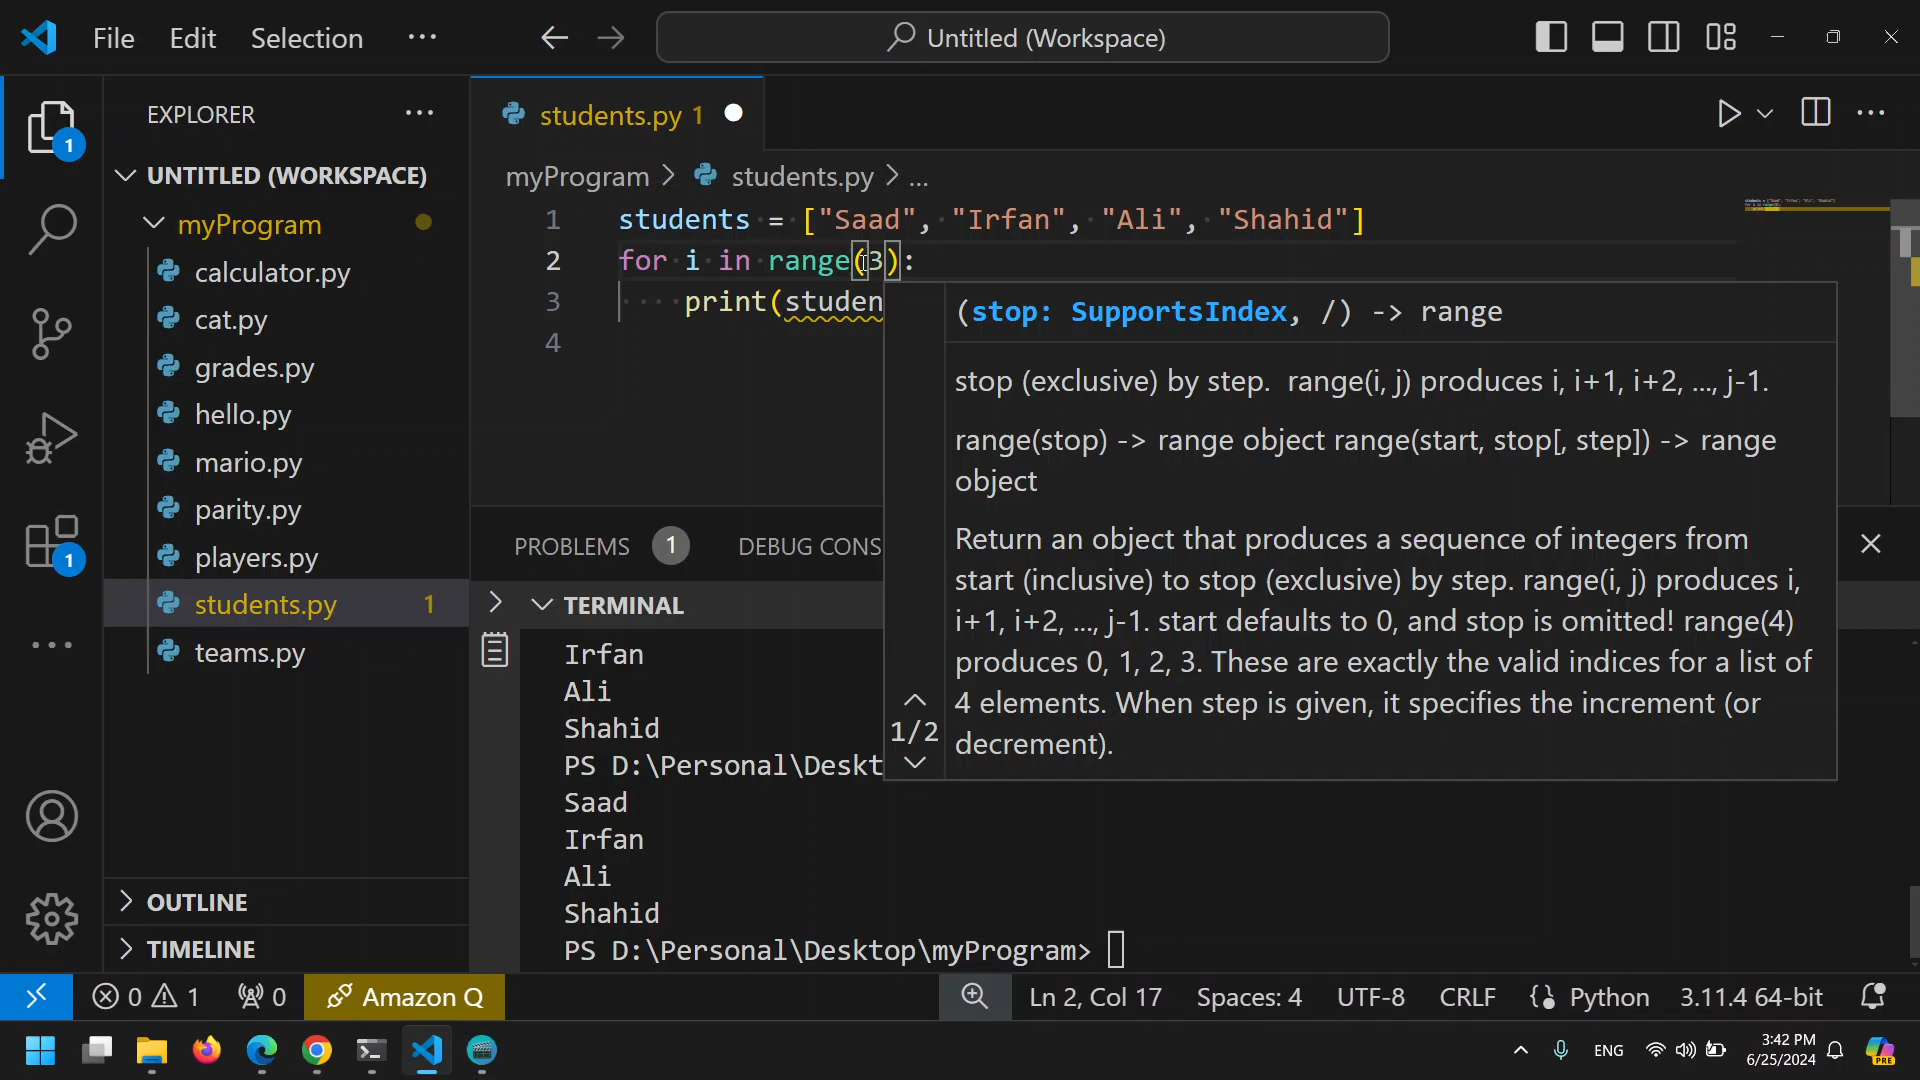 File Edit Selection ··· Untitled (Workspace)
EXPLORER ···
UNTITLED (WORKSPACE)
myProgram
calculator.py
cat.py
grades.py
hello.py
mario.py
parity.py
players.py
students.py 1
teams.py
OUTLINE
TIMELINE
1
1
students.py 1
myProgram > students.py > ...
1 students = ["Saad", "Irfan", "Ali", "Shahid"]
2 for i in range(3):
3 print(studen
4
(stop: SupportsIndex, /) -> range
stop (exclusive) by step. range(i, j) produces i, i+1, i+2, ..., j-1.
range(stop) -> range object range(start, stop[, step]) -> range
object
Return an object that produces a sequence of integers from
start (inclusive) to stop (exclusive) by step. range(i, j) produces i,
i+1, i+2, ..., j-1. start defaults to 0, and stop is omitted! range(4)
produces 0, 1, 2, 3. These are exactly the valid indices for a list of
4 elements. When step is given, it specifies the increment (or
decrement).
1/2
PROBLEMS 1 DEBUG CONS
TERMINAL
Irfan
Ali
Shahid
PS D:\Personal\Deskt
Saad
Irfan
Ali
Shahid
PS D:\Personal\Desktop\myProgram>
0 1 0 Amazon Q Ln 2, Col 17 Spaces: 4 UTF-8 CRLF Python 3.11.4 64-bit
ENG 3:42 PM
6/25/2024
PRE